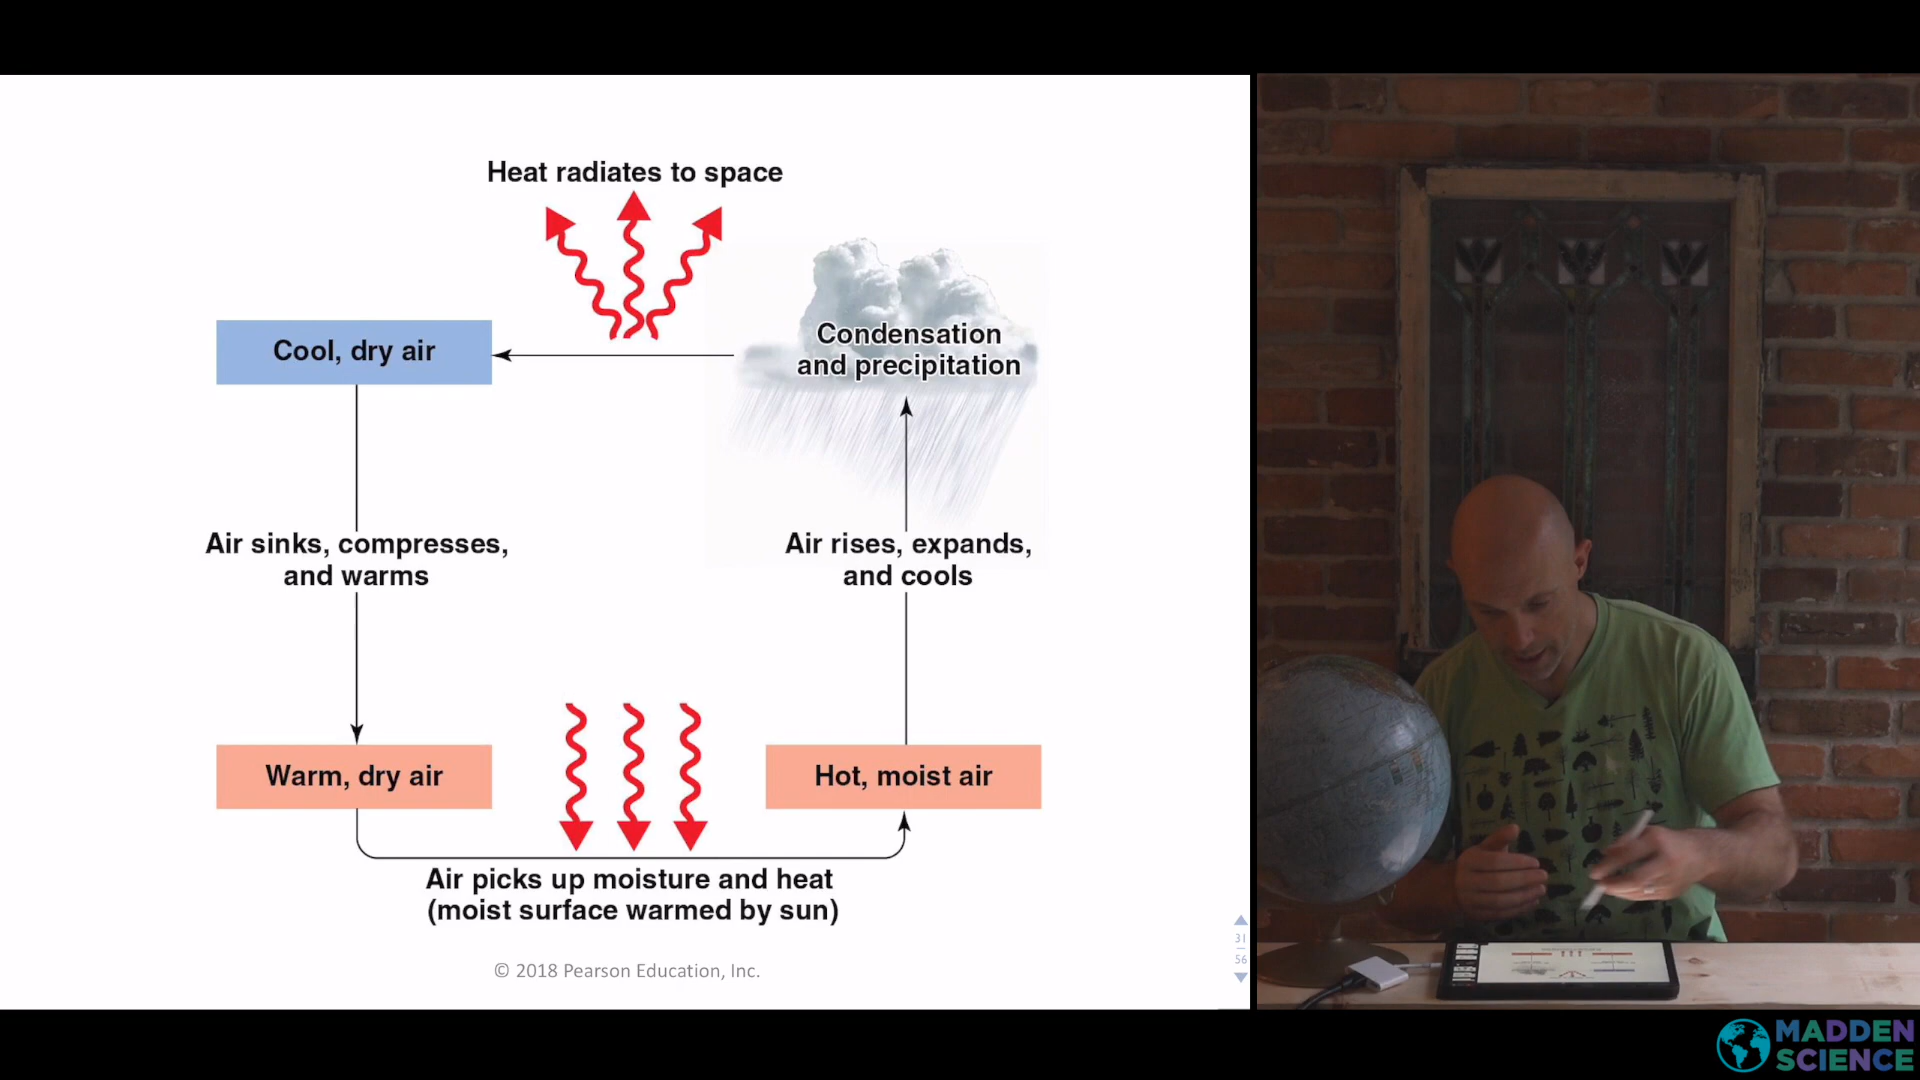 Heat radiates to space
Cool, dry air
Condensation
and precipitation
Air sinks, compresses,
and warms
Air rises, expands,
and cools
Warm, dry air
Hot, moist air
Air picks up moisture and heat
(moist surface warmed by sun)
31
56
© 2018 Pearson Education, Inc.
MADDEN
SCIENCE